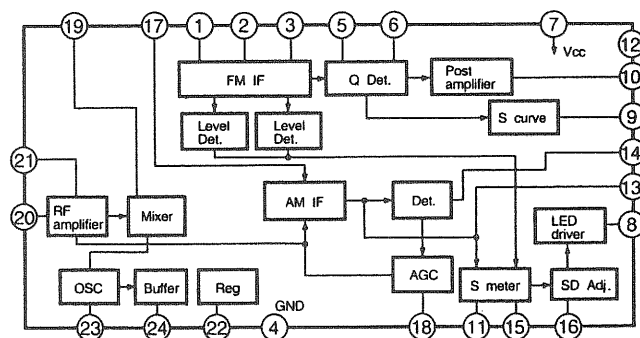 19
17
1
2
3
5
6
7
12
Vcc
FM IF
Q Det.
Post
amplifier
10
Level
Det.
Level
Det.
S curve
9
21
14
AM IF
Det.
13
20
RF
amplifier
Mixer
LED
driver
8
OSC
Buffer
Reg
AGC
S meter
SD Adj.
GND
23
24
22
4
18
11
15
16